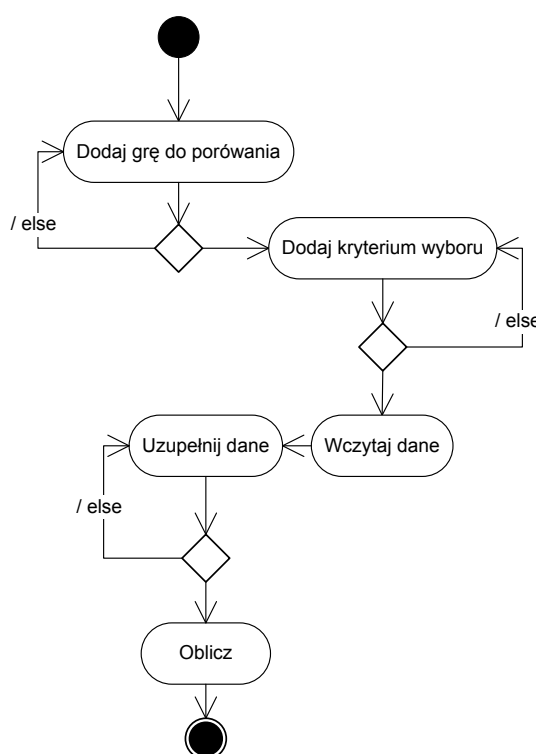 Dodaj grę do porówania
/ else
Dodaj kryterium wyboru
/ else
Uzupełnij dane
Wczytaj dane
/ else
Oblicz